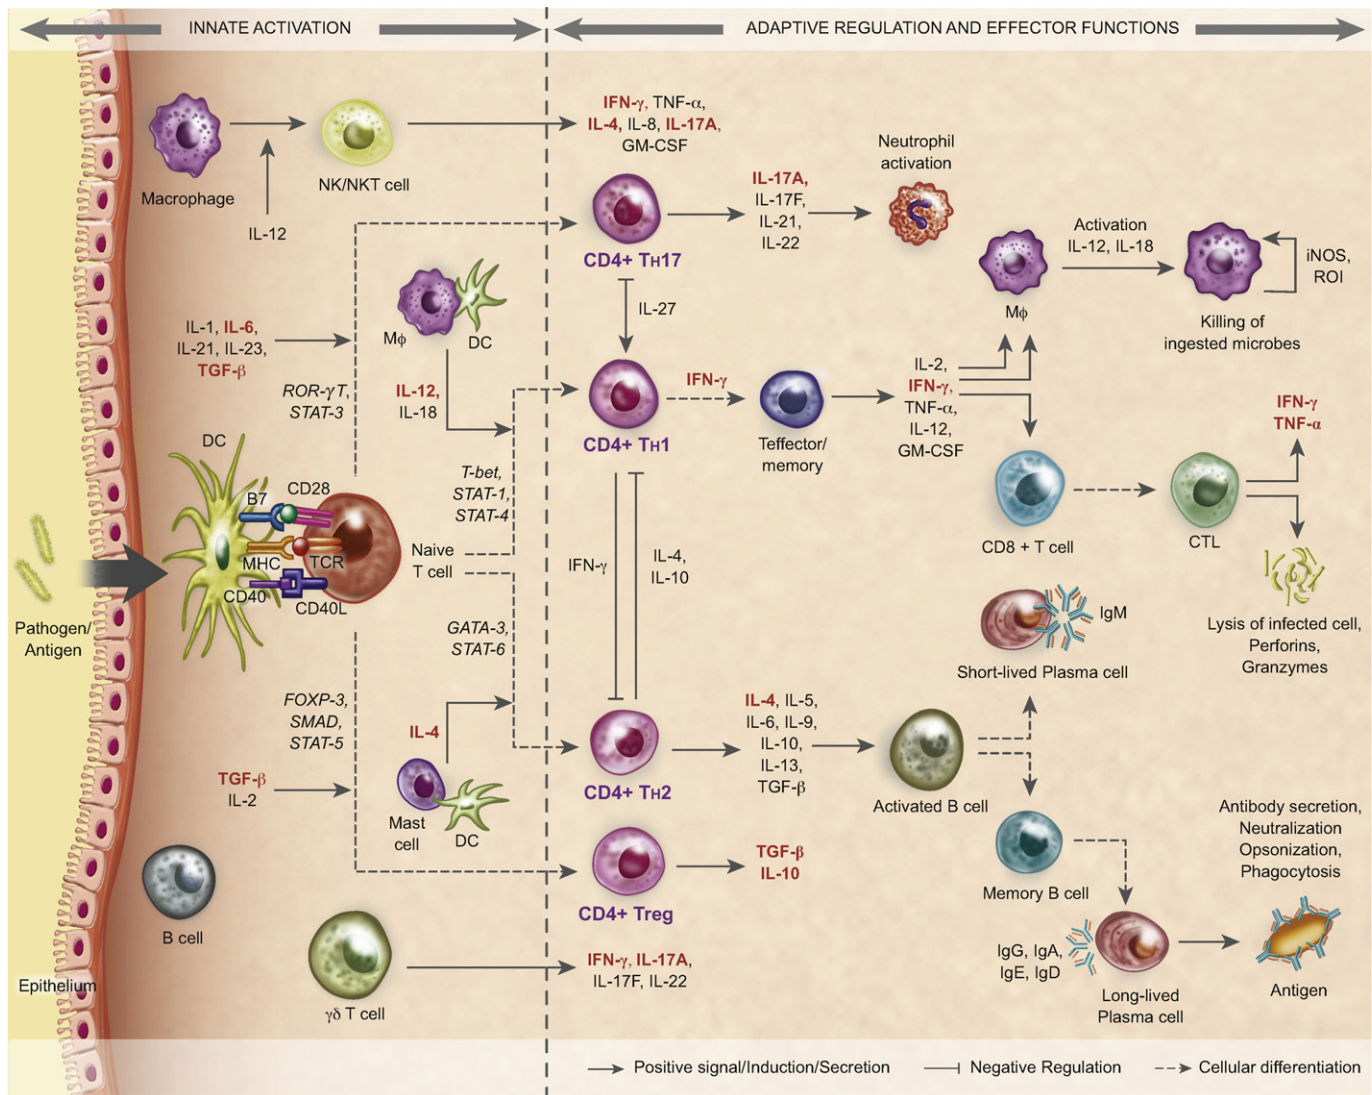 INNATE ACTIVATION
ADAPTIVE REGULATION AND EFFECTOR FUNCTIONS
Macrophage
NK/NKT cell
IL-12
IFN-γ, TNF-α,
IL-4, IL-8, IL-17A,
GM-CSF
CD4+ TH17
IL-17A,
IL-17F,
IL-21,
IL-22
Neutrophil
activation
Mϕ
Activation
IL-12, IL-18
iNOS,
ROI
Killing of
ingested microbes
IL-1, IL-6,
IL-21, IL-23,
TGF-β
ROR-γT,
STAT-3
Mϕ
DC
IL-12,
IL-18
IL-27
CD4+ TH1
IFN-γ
Teffector/
memory
IL-2,
IFN-γ,
TNF-α,
IL-12,
GM-CSF
CD8 + T cell
CTL
IFN-γ
TNF-α
Lysis of infected cell,
Perforins,
Granzymes
DC
B7
CD28
MHC
TCR
CD40
CD40L
Pathogen/
Antigen
Naive
T cell
T-bet,
STAT-1,
STAT-4
GATA-3,
STAT-6
IFN-γ
IL-4,
IL-10
FOXP-3,
SMAD,
STAT-5
TGF-β
IL-2
IL-4
Mast
cell
DC
CD4+ TH2
IL-4, IL-5,
IL-6, IL-9,
IL-10,
IL-13,
TGF-β
Activated B cell
IgM
Short-lived Plasma cell
Memory B cell
IgG, IgA,
IgE, IgD
Long-lived
Plasma cell
Antibody secretion,
Neutralization
Opsonization,
Phagocytosis
Antigen
CD4+ Treg
TGF-β
IL-10
B cell
γδ T cell
IFN-γ, IL-17A,
IL-17F, IL-22
Epithelium
Positive signal/Induction/Secretion
Negative Regulation
Cellular differentiation